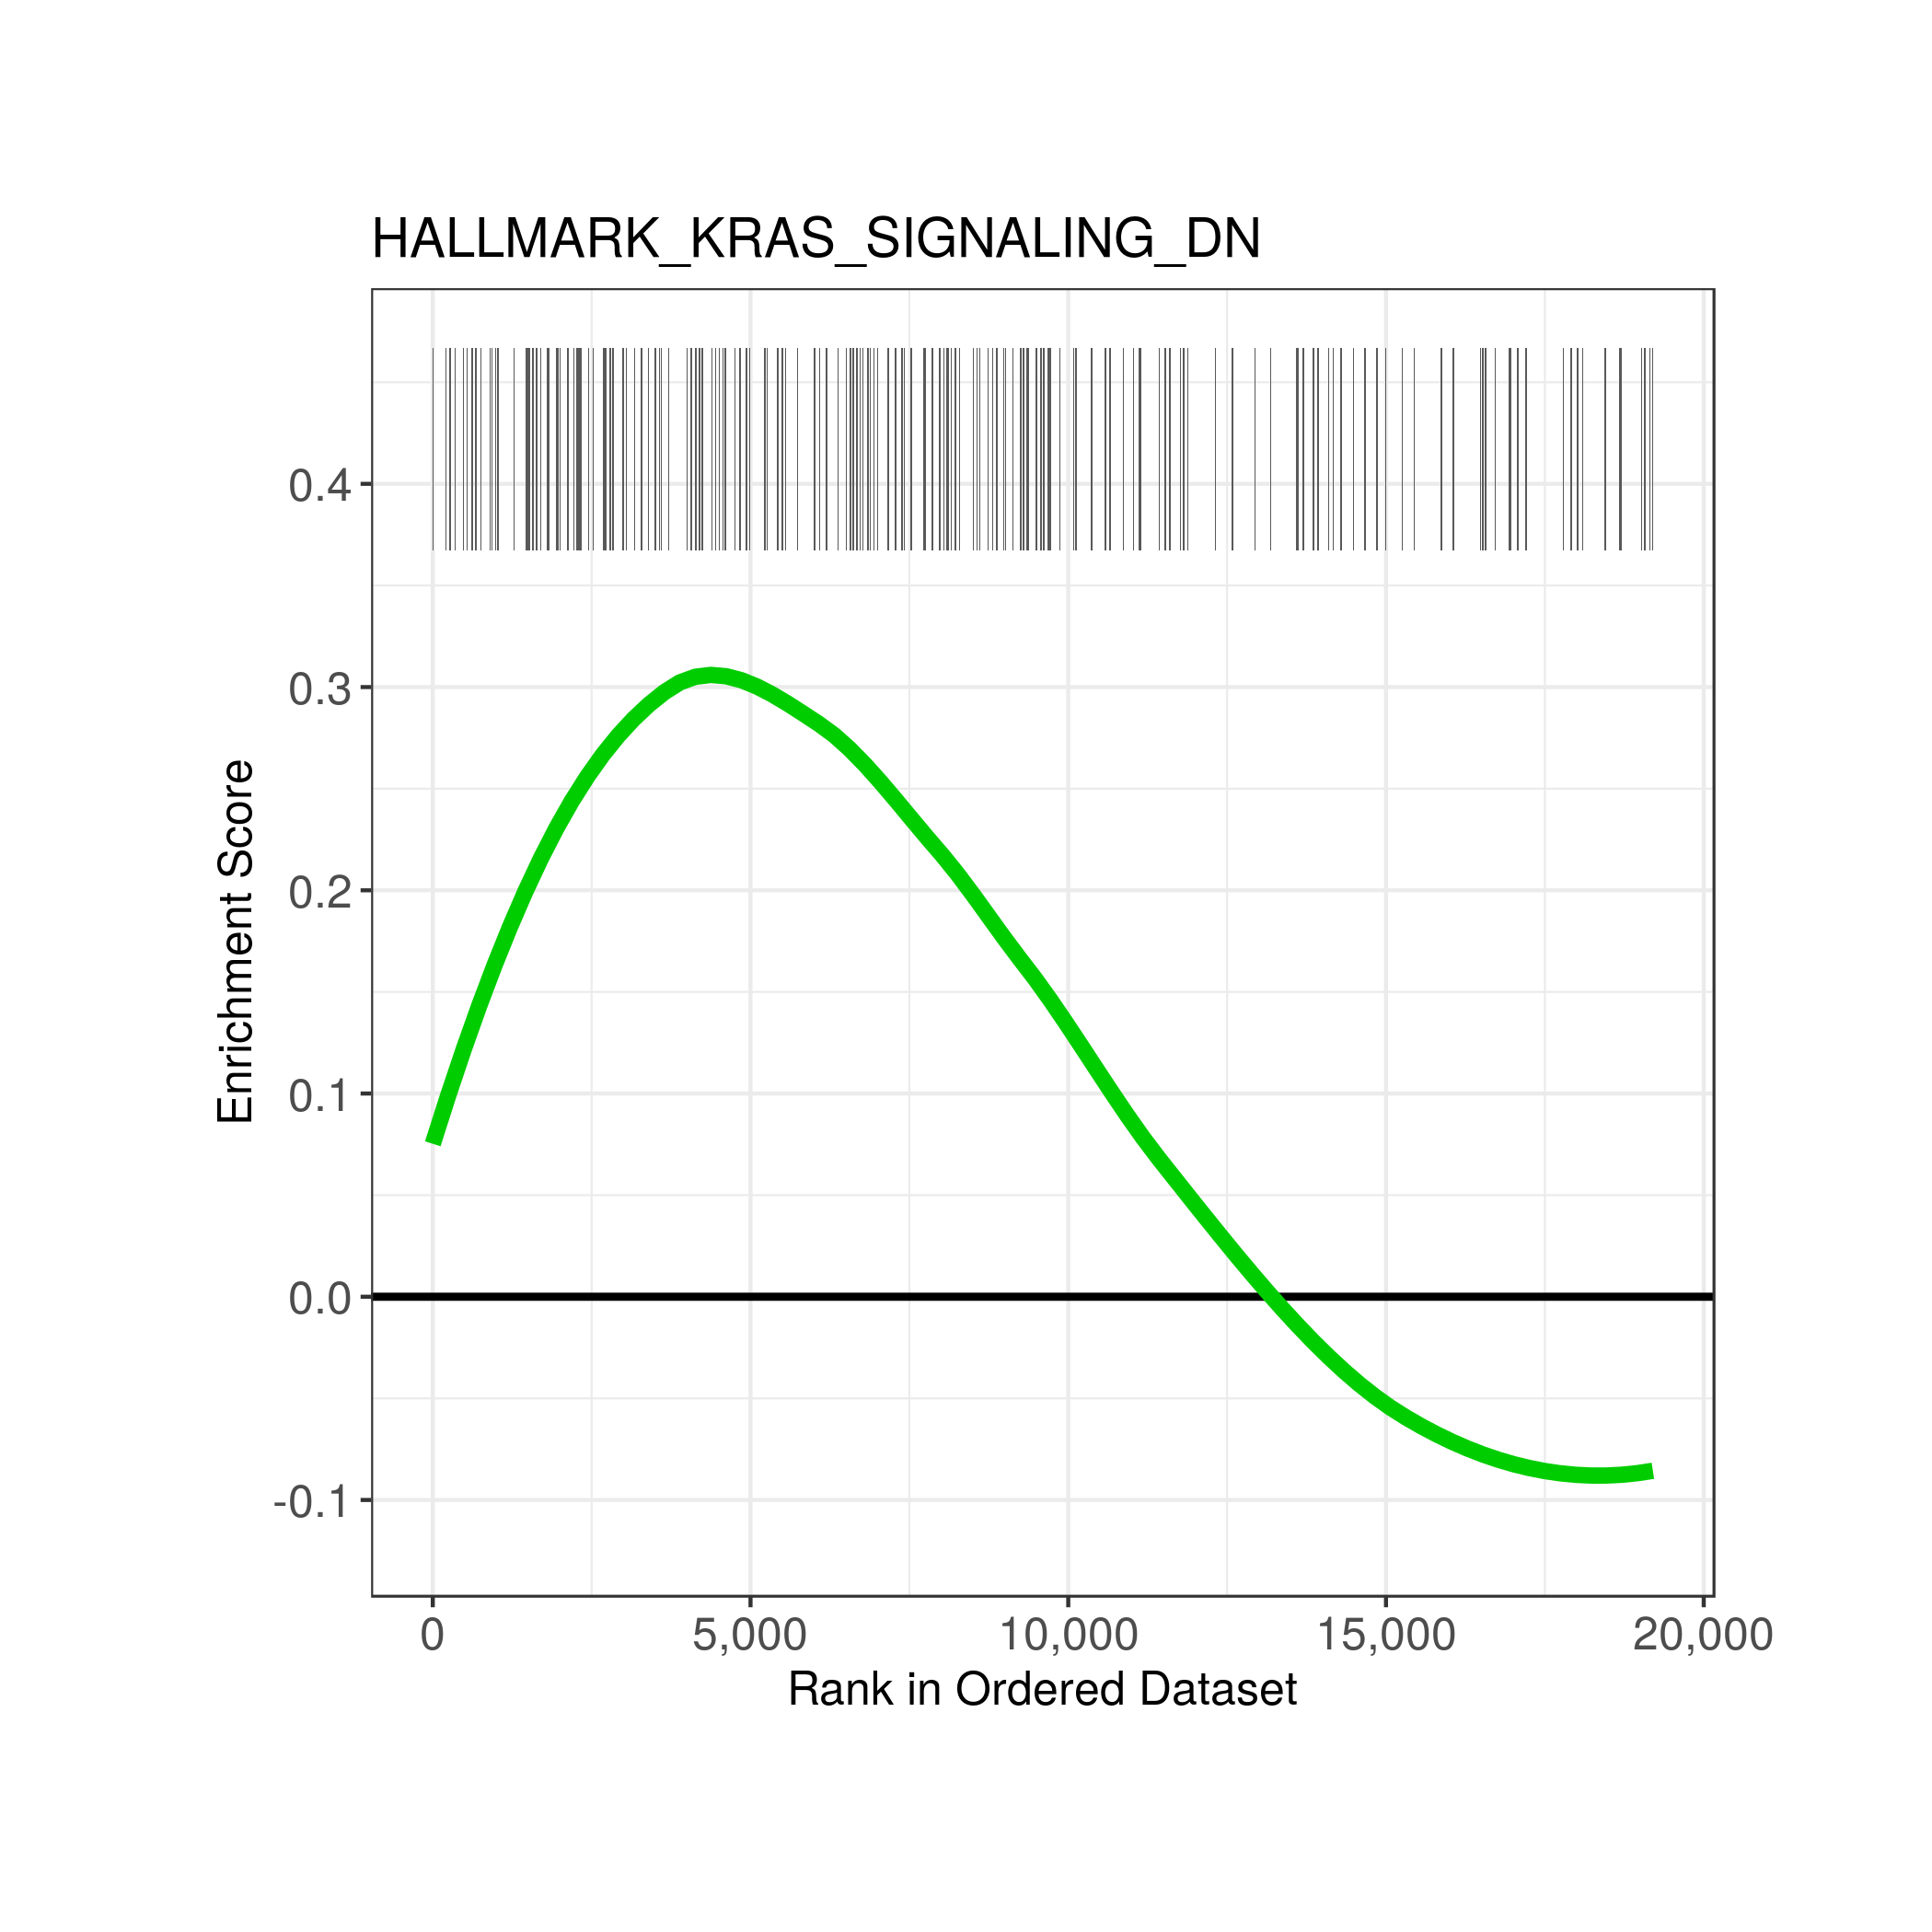 HALLMARK_KRAS_SIGNALING_DN
Enrichment Score
0.4
0.3
0.2
0.1
0.0
-0.1
0 5,000 10,000 15,000 20,000
Rank in Ordered Dataset